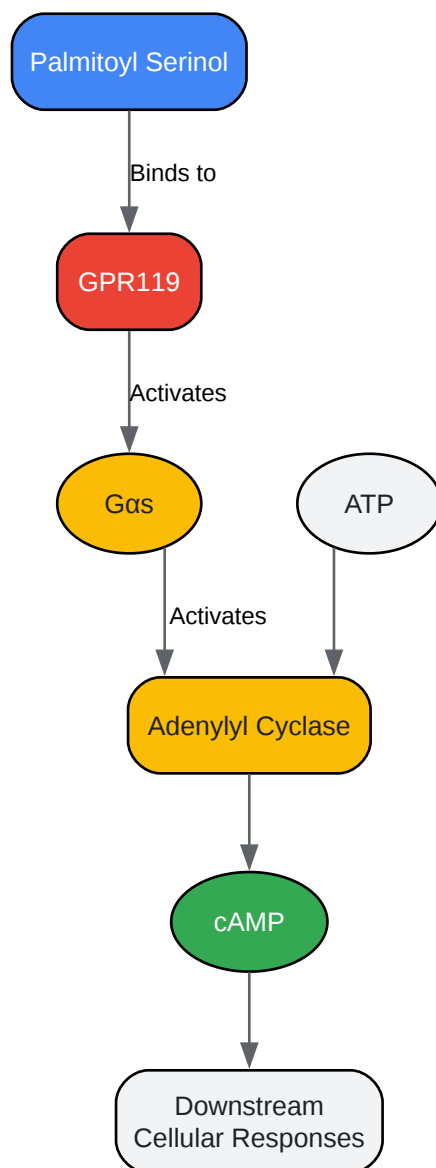 Palmitoyl Serinol
Binds to
GPR119
Activates
Gαs
ATP
Activates
Adenylyl Cyclase
cAMP
Downstream
Cellular Responses